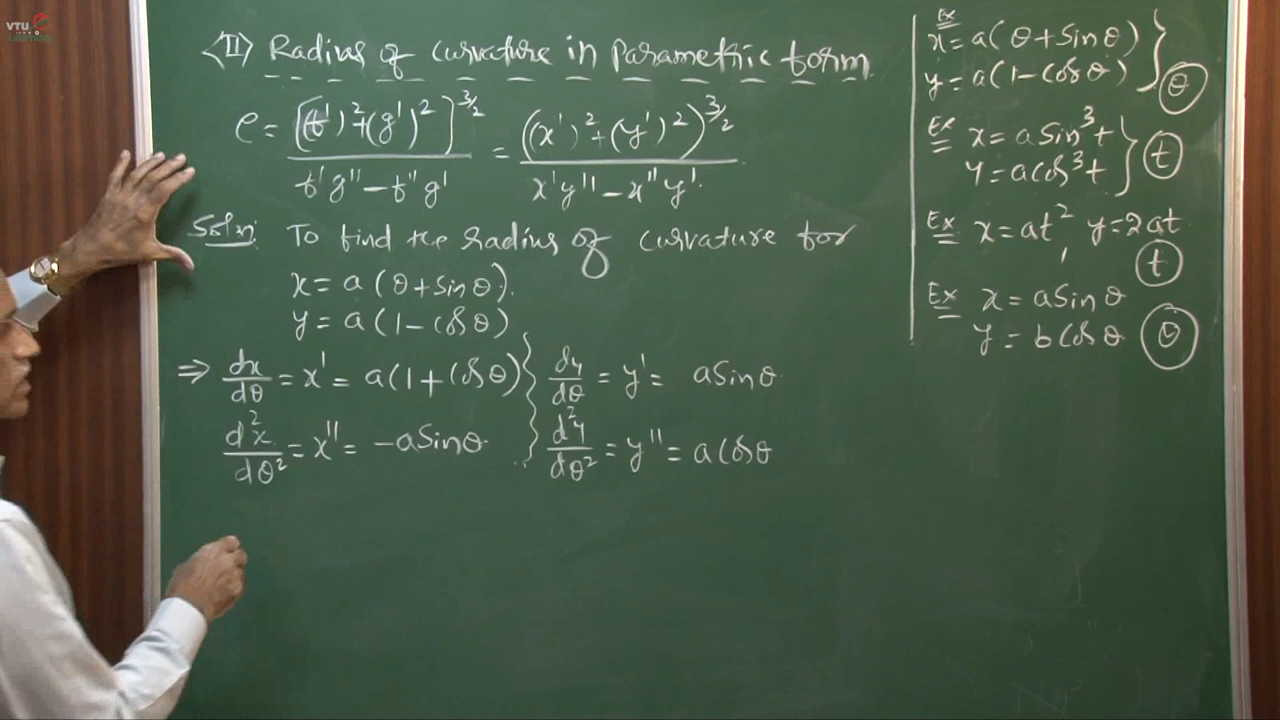 VTU e Learning
<II> Radius of curvature in Parametric form
ρ = [(f')²+(g')²]^3/2 / f'g''-f''g' = ((x')²+(y')²)^3/2 / x'y''-x''y'.
Soln: To find the radius of curvature for
x = a(θ+sinθ).
y = a(1-cosθ)
⇒ dx/dθ = x' = a(1+cosθ) } dy/dθ = y' = a sinθ
d²x/dθ² = x'' = -a sinθ } d²y/dθ² = y'' = a cosθ
Ex
x = a(θ+sinθ)
y = a(1-cosθ) } θ
Ex x = a sin³t
y = a cos³t } t
Ex x = at², y = 2at
t
Ex x = a sinθ
y = b cosθ θ